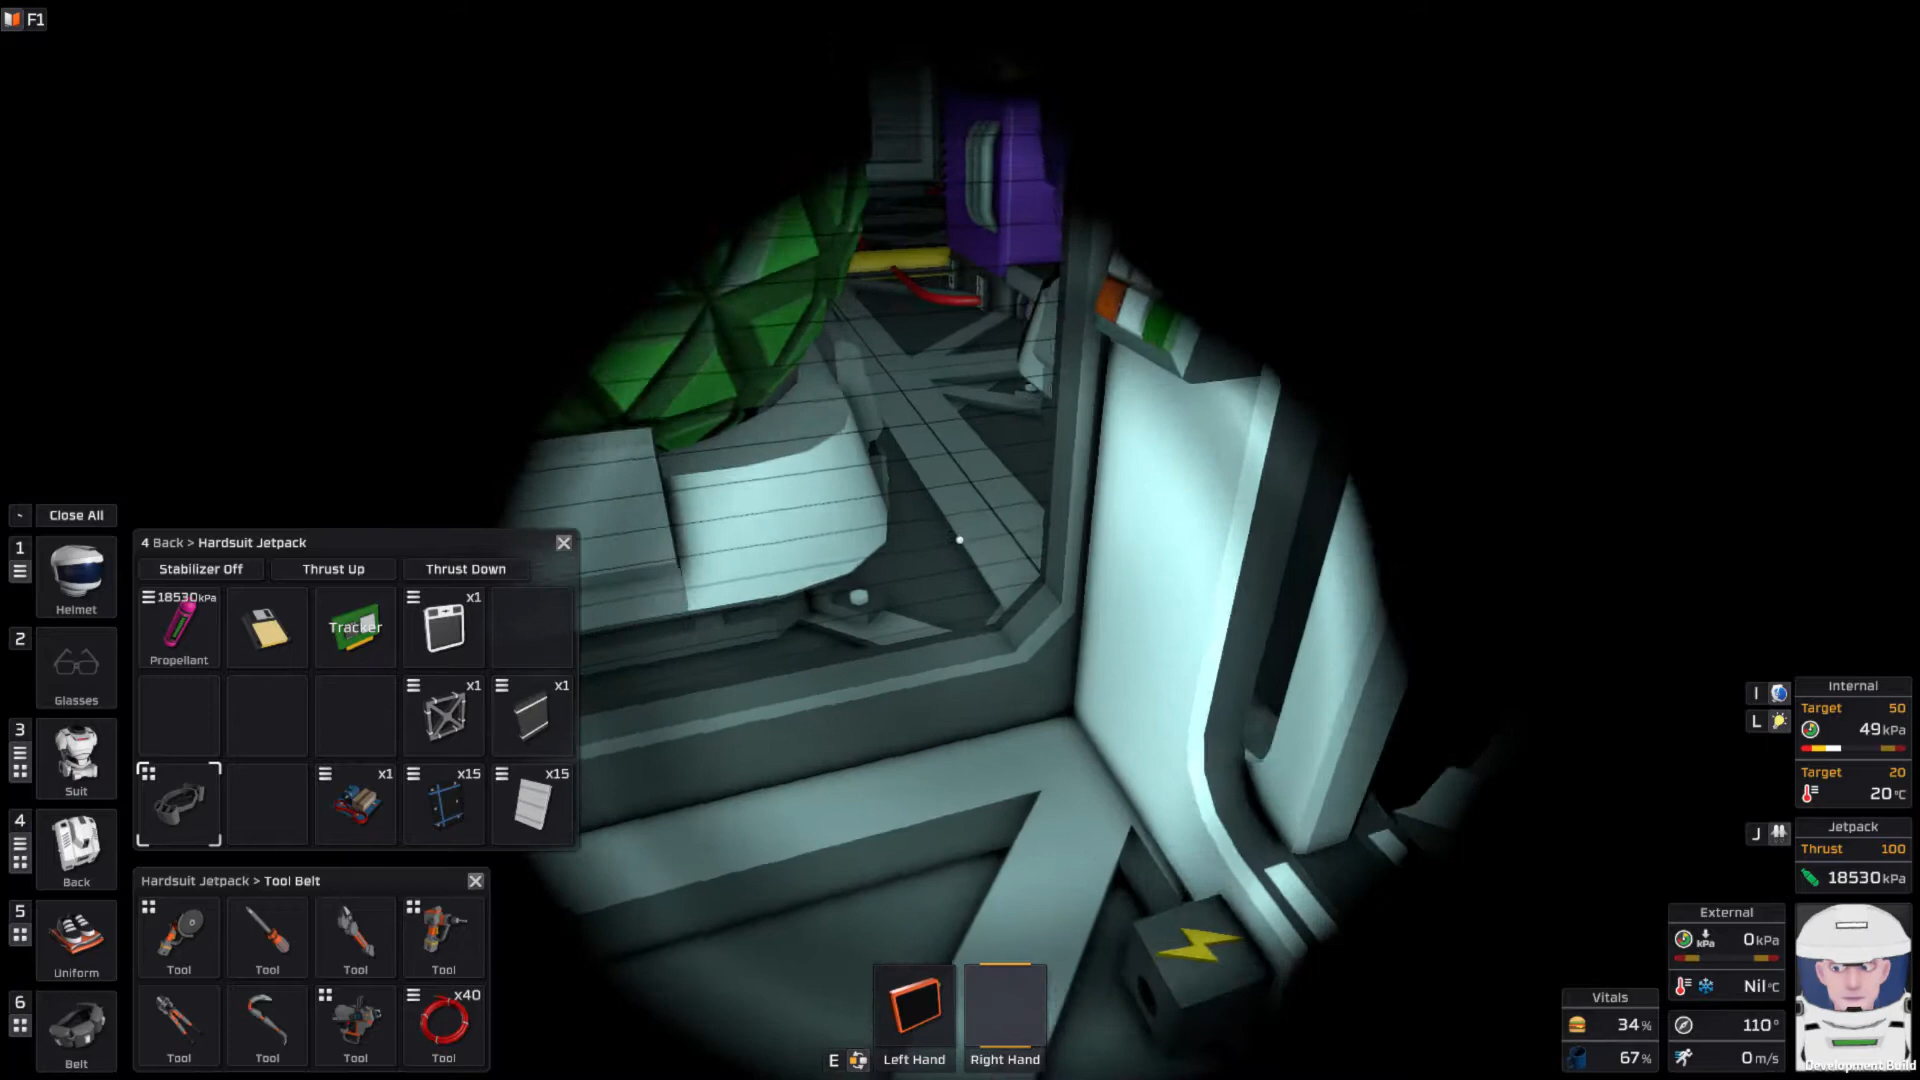 F1
- Close All
1 Helmet
2 Glasses
3 Suit
4 Back
5 Uniform
6 Belt
4 Back > Hardsuit Jetpack
Stabilizer Off Thrust Up Thrust Down
18530kPa x1
Tracker
Propellant
x1 x1
x1 x15 x15
Hardsuit Jetpack > Tool Belt
Tool Tool Tool Tool
x40
Tool Tool Tool Tool
E Left Hand Right Hand
I L Internal
Target 50
49kPa
Target 20
20°C
J Jetpack
Thrust 100
18530kPa
External
kPa 0kPa
Nil°C
Vitals
34% 110°
67% 0m/s
Development Build